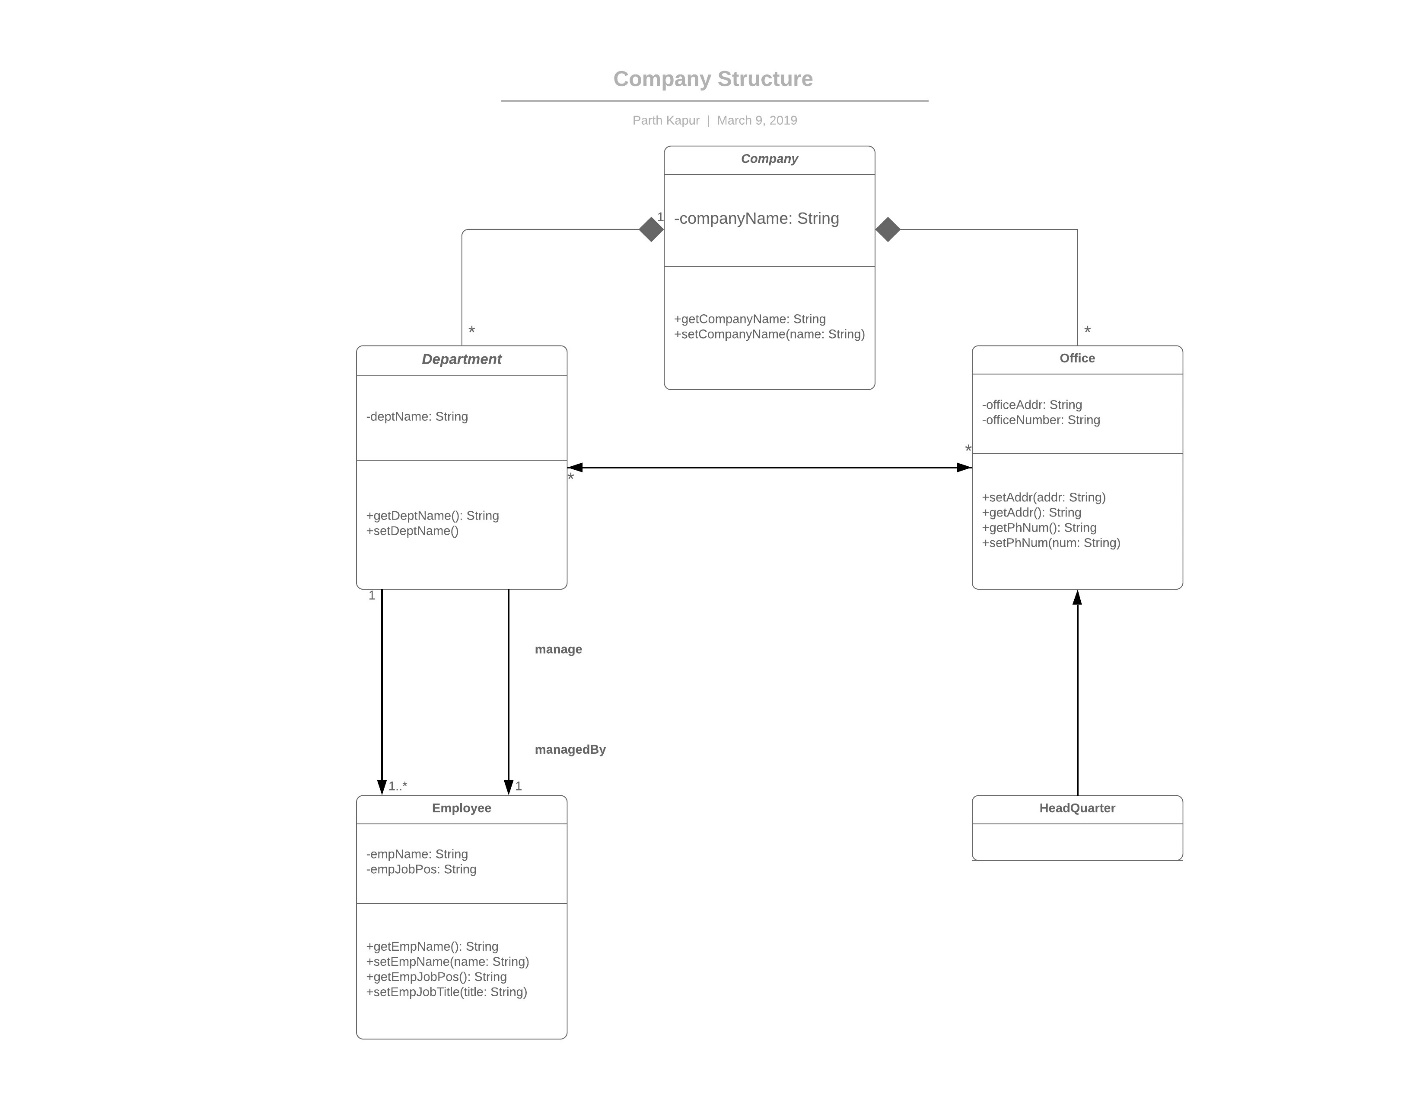 Company Structure
Parth Kapur | March 9, 2019
Company
1
-companyName: String
+getCompanyName: String
+setCompanyName(name: String)
*
*
Department
-deptName: String
+getDeptName(): String
+setDeptName()
Office
-officeAddr: String
-officeNumber: String
*
*
+setAddr(addr: String)
+getAddr(): String
+getPhNum(): String
+setPhNum(num: String)
1
manage
managedBy
1..*
1
Employee
-empName: String
-empJobPos: String
+getEmpName(): String
+setEmpName(name: String)
+getEmpJobPos(): String
+setEmpJobTitle(title: String)
HeadQuarter